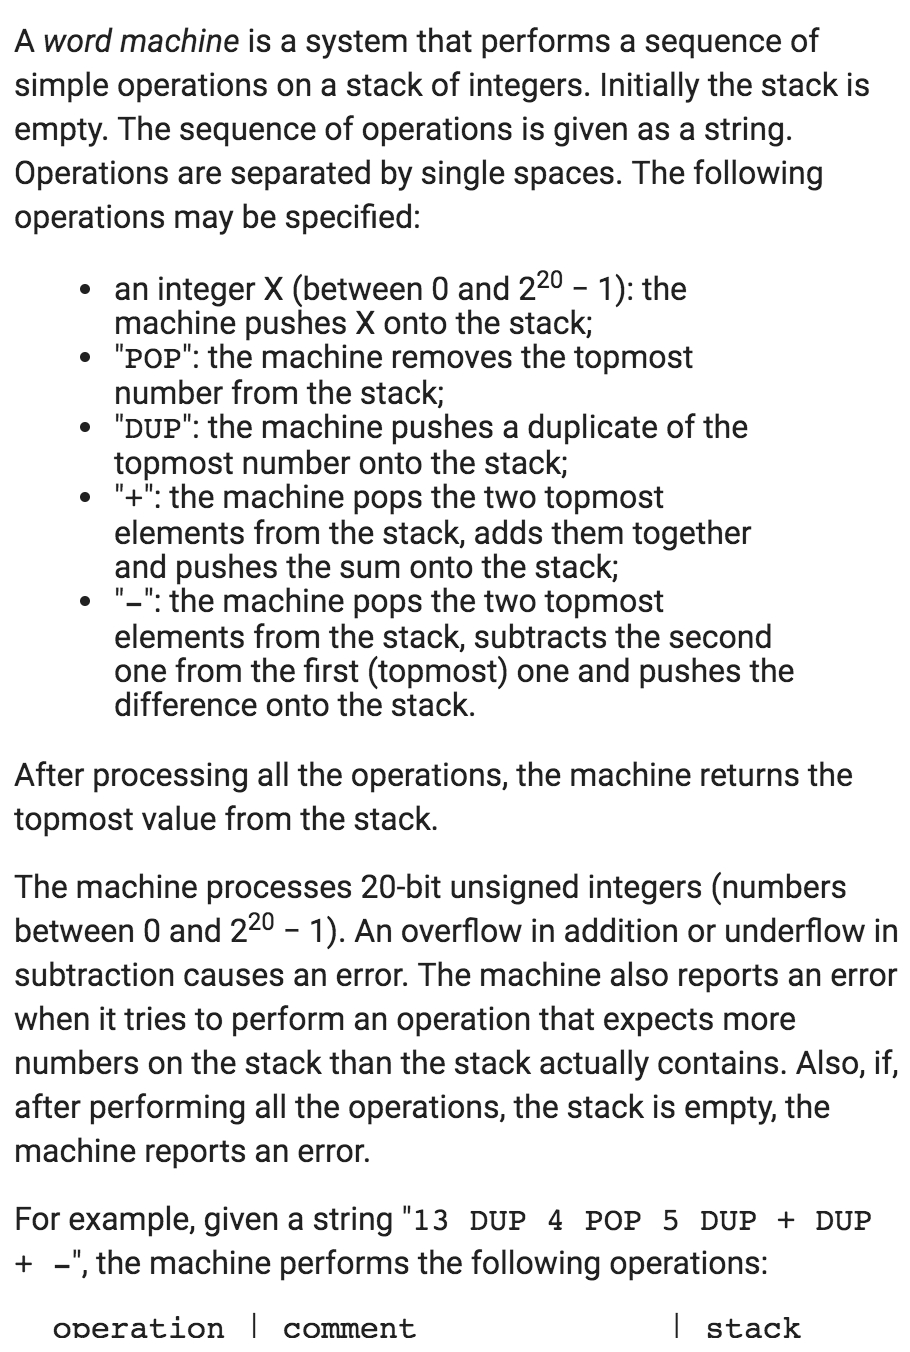 A word machine is a system that performs a sequence of
simple operations on a stack of integers. Initially the stack is
empty. The sequence of operations is given as a string.
Operations are separated by single spaces. The following
operations may be specified:
• an integer X (between 0 and 2²⁰ − 1): the
machine pushes X onto the stack;
• "POP": the machine removes the topmost
number from the stack;
• "DUP": the machine pushes a duplicate of the
topmost number onto the stack;
• "+": the machine pops the two topmost
elements from the stack, adds them together
and pushes the sum onto the stack;
• "−": the machine pops the two topmost
elements from the stack, subtracts the second
one from the first (topmost) one and pushes the
difference onto the stack.
After processing all the operations, the machine returns the
topmost value from the stack.
The machine processes 20-bit unsigned integers (numbers
between 0 and 2²⁰ − 1). An overflow in addition or underflow in
subtraction causes an error. The machine also reports an error
when it tries to perform an operation that expects more
numbers on the stack than the stack actually contains. Also, if,
after performing all the operations, the stack is empty, the
machine reports an error.
For example, given a string "13 DUP 4 POP 5 DUP + DUP
+ −", the machine performs the following operations:
operation | comment | stack